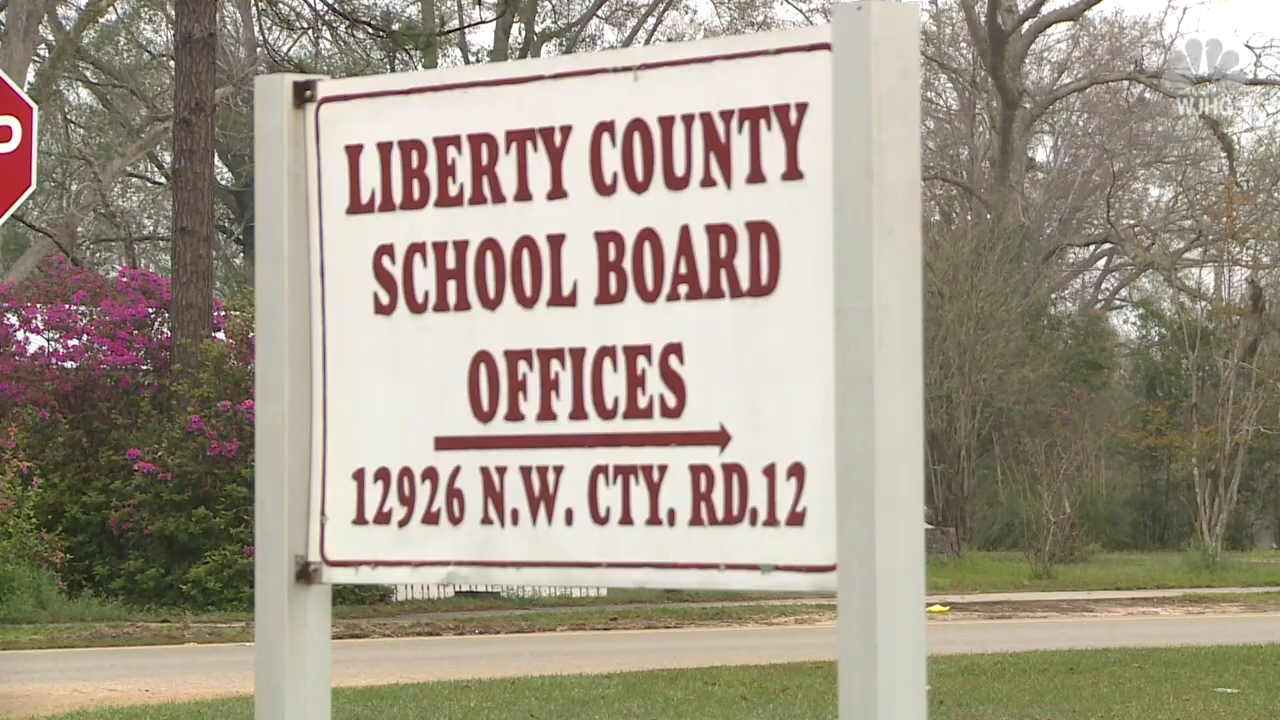 LIBERTY COUNTY
SCHOOL BOARD
OFFICES
12926 N.W. CTY. RD.12
WJHG